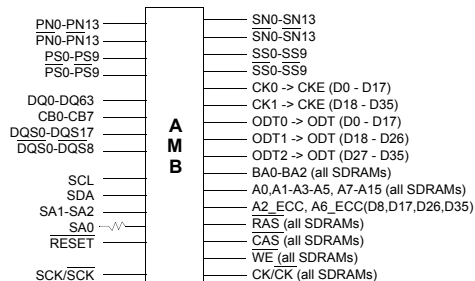 PN0-PN13
PN0-PN13
PS0-PS9
PS0-PS9
DQ0-DQ63
CB0-CB7
DQS0-DQS17
DQS0-DQS8
SCL
SDA
SA1-SA2
SA0
RESET
SCK/SCK
AMB
SN0-SN13
SN0-SN13
SS0-SS9
SS0-SS9
CK0 -> CKE (D0 - D17)
CK1 -> CKE (D18 - D35)
ODT0 -> ODT (D0 - D17)
ODT1 -> ODT (D18 - D26)
ODT2 -> ODT (D27 - D35)
BA0-BA2 (all SDRAMs)
A0,A1-A3-A5, A7-A15 (all SDRAMs)
A2_ECC, A6_ECC(D8,D17,D26,D35)
RAS (all SDRAMs)
CAS (all SDRAMs)
WE (all SDRAMs)
CK/CK (all SDRAMs)